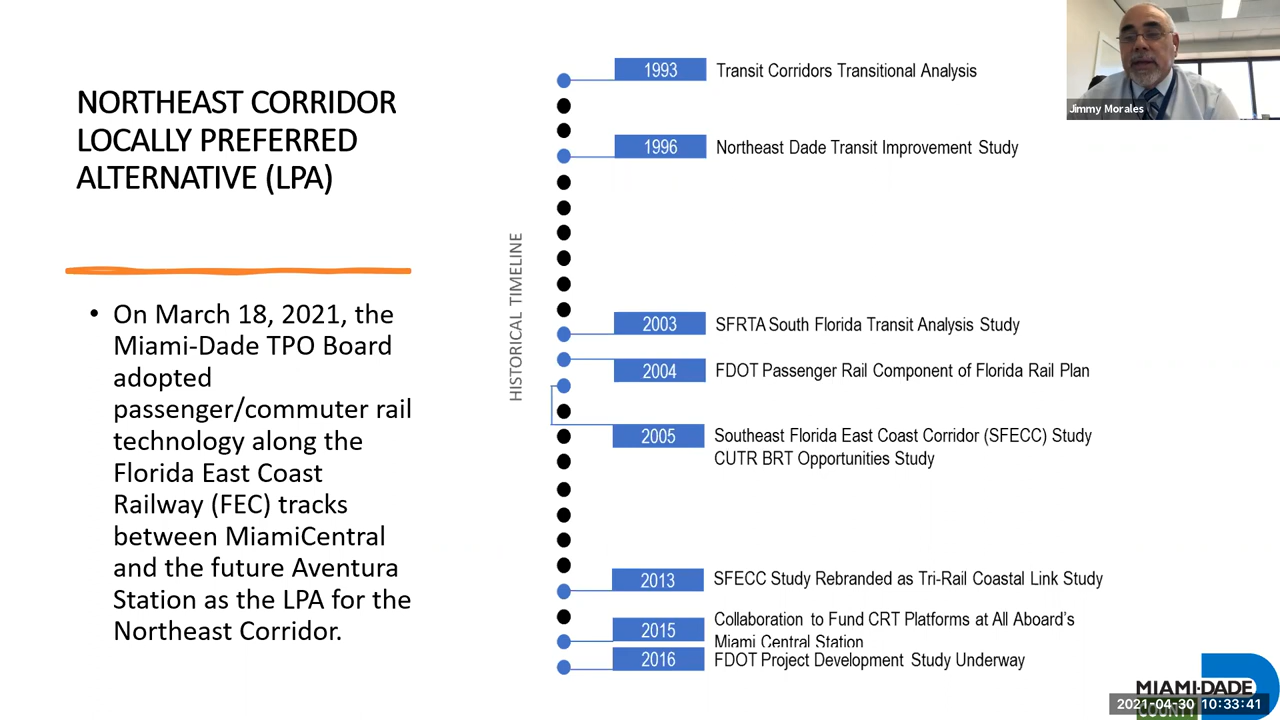 NORTHEAST CORRIDOR
LOCALLY PREFERRED
ALTERNATIVE (LPA)
• On March 18, 2021, the
Miami-Dade TPO Board
adopted
passenger/commuter rail
technology along the
Florida East Coast
Railway (FEC) tracks
between MiamiCentral
and the future Aventura
Station as the LPA for the
Northeast Corridor.
HISTORICAL TIMELINE
1993 Transit Corridors Transitional Analysis
1996 Northeast Dade Transit Improvement Study
2003 SFRTA South Florida Transit Analysis Study
2004 FDOT Passenger Rail Component of Florida Rail Plan
2005 Southeast Florida East Coast Corridor (SFECC) Study
CUTR BRT Opportunities Study
2013 SFECC Study Rebranded as Tri-Rail Coastal Link Study
2015 Collaboration to Fund CRT Platforms at All Aboard's
Miami Central Station
2016 FDOT Project Development Study Underway
Jimmy Morales
MIAMI-DADE
COUNTY
2021-04-30 10:33:41